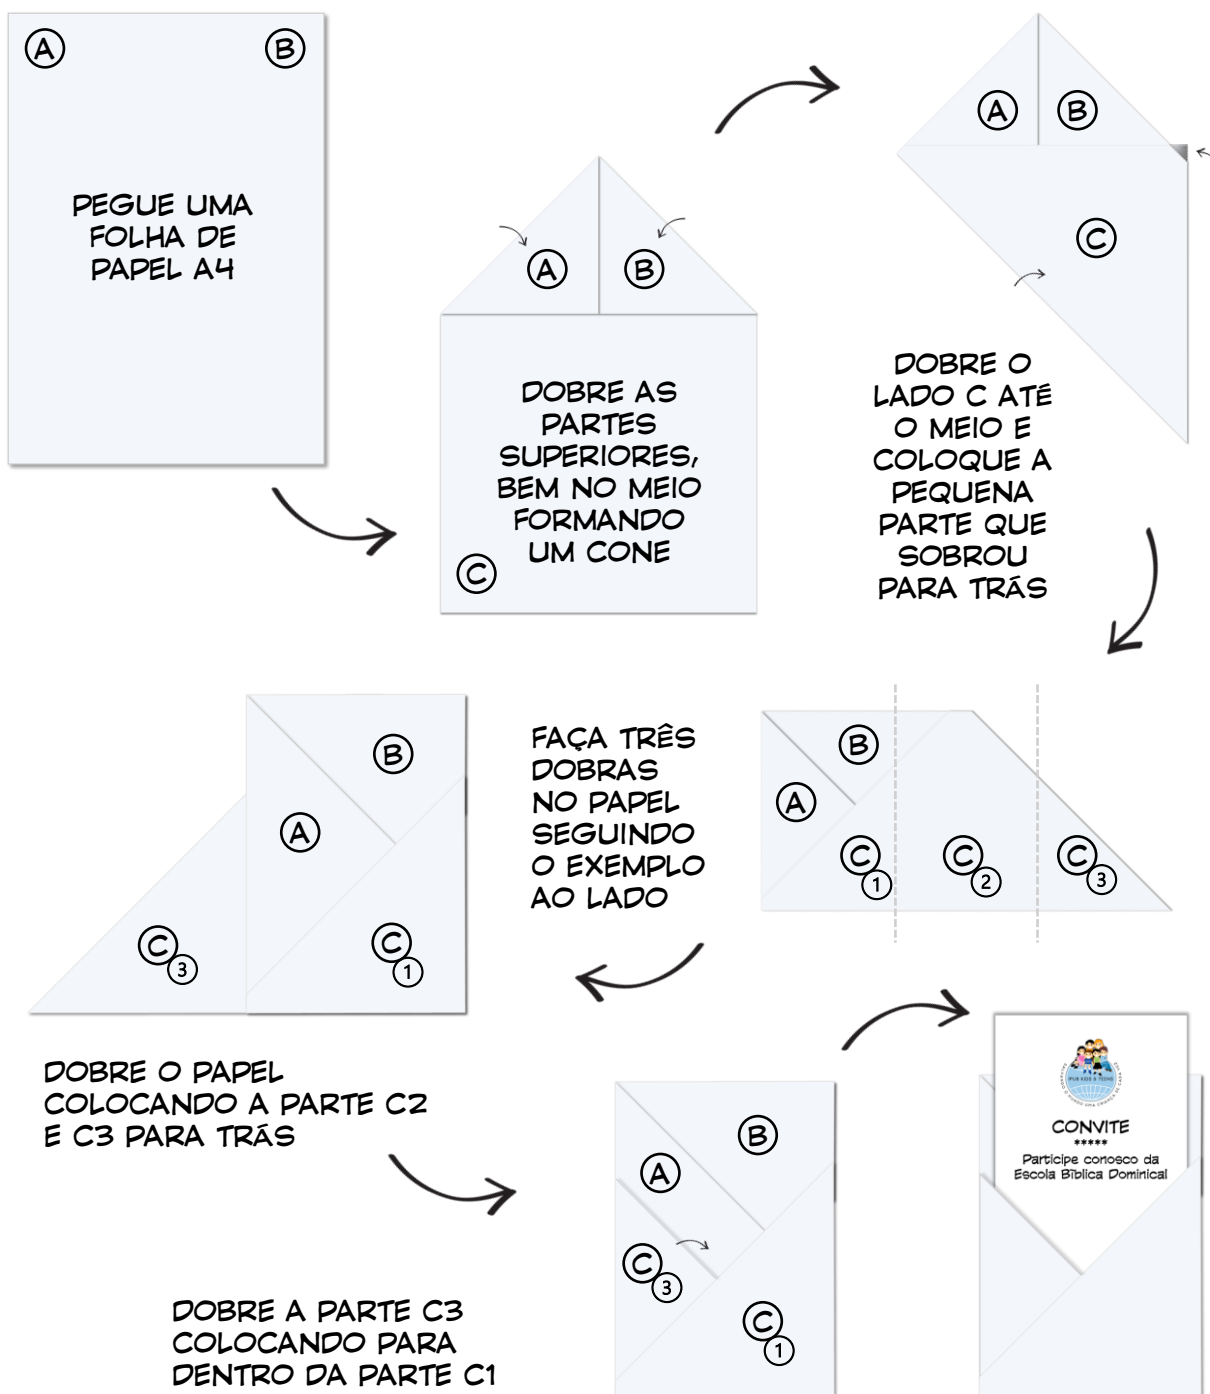 A
B
PEGUE UMA
FOLHA DE
PAPEL A4
A
B
DOBRE AS
PARTES
SUPERIORES,
BEM NO MEIO
FORMANDO
UM CONE
C
A
B
C
DOBRE O
LADO C ATÉ
O MEIO E
COLOQUE A
PEQUENA
PARTE QUE
SOBROU
PARA TRÁS
B
A
C1
C2
C3
FAÇA TRÊS
DOBRAS
NO PAPEL
SEGUINDO
O EXEMPLO
AO LADO
B
A
C3
C1
DOBRE O PAPEL
COLOCANDO A PARTE C2
E C3 PARA TRÁS
B
A
C3
C1
DOBRE A PARTE C3
COLOCANDO PARA
DENTRO DA PARTE C1
IPUB KIDS & TEENS
CONVITE
*****
Participe conosco da
Escola Bíblica Dominical